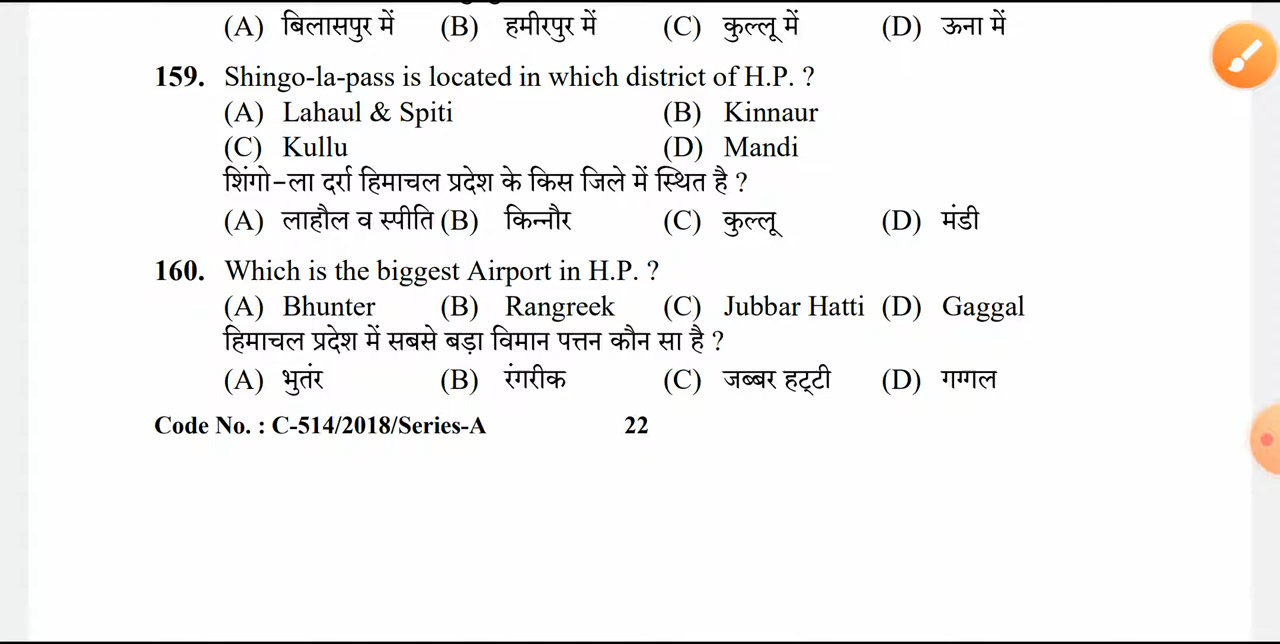 (A) बिलासपुर में (B) हमीरपुर में (C) कुल्लू में (D) ऊना में
159. Shingo-la-pass is located in which district of H.P. ?
(A) Lahaul & Spiti (B) Kinnaur
(C) Kullu (D) Mandi
शिंगो-ला दर्रा हिमाचल प्रदेश के किस जिले में स्थित है ?
(A) लाहौल व स्पीति (B) किन्नौर (C) कुल्लू (D) मंडी
160. Which is the biggest Airport in H.P. ?
(A) Bhunter (B) Rangreek (C) Jubbar Hatti (D) Gaggal
हिमाचल प्रदेश में सबसे बड़ा विमान पत्तन कौन सा है ?
(A) भुतंर (B) रंगरीक (C) जब्बर हट्टी (D) गग्गल
Code No. : C-514/2018/Series-A 22